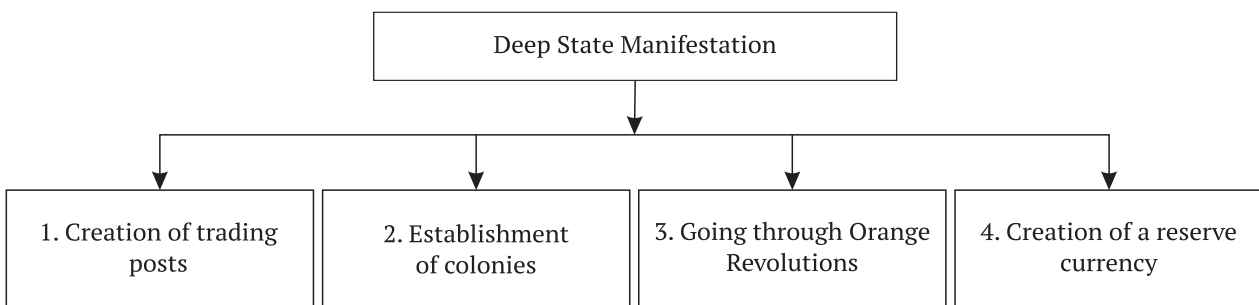 Deep State Manifestation
1. Creation of trading
posts
2. Establishment
of colonies
3. Going through Orange
Revolutions
4. Creation of a reserve
currency